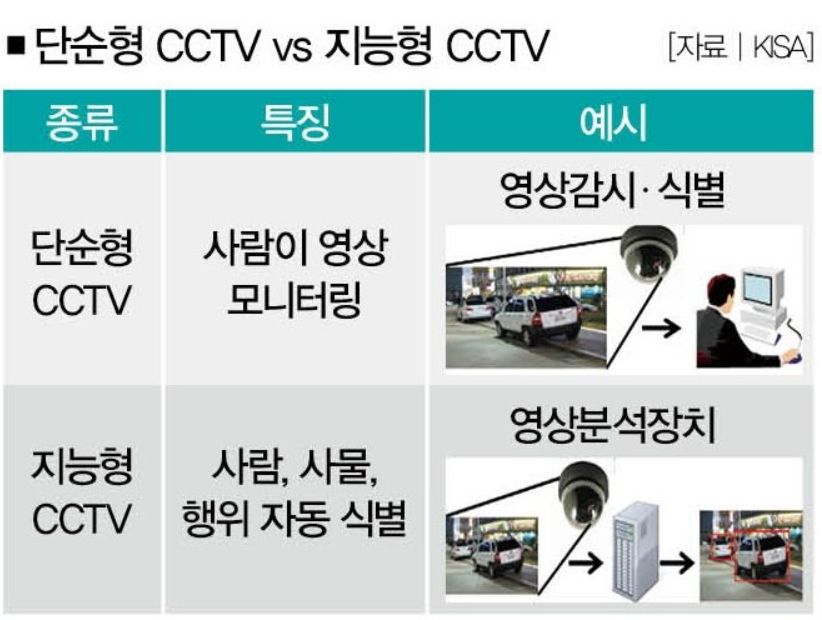 ■ 단순형 CCTV vs 지능형 CCTV [자료 | KISA]
종류 특징 예시
단순형
CCTV
사람이 영상
모니터링
영상감시· 식별
지능형
CCTV
사람, 사물,
행위 자동 식별
영상분석장치